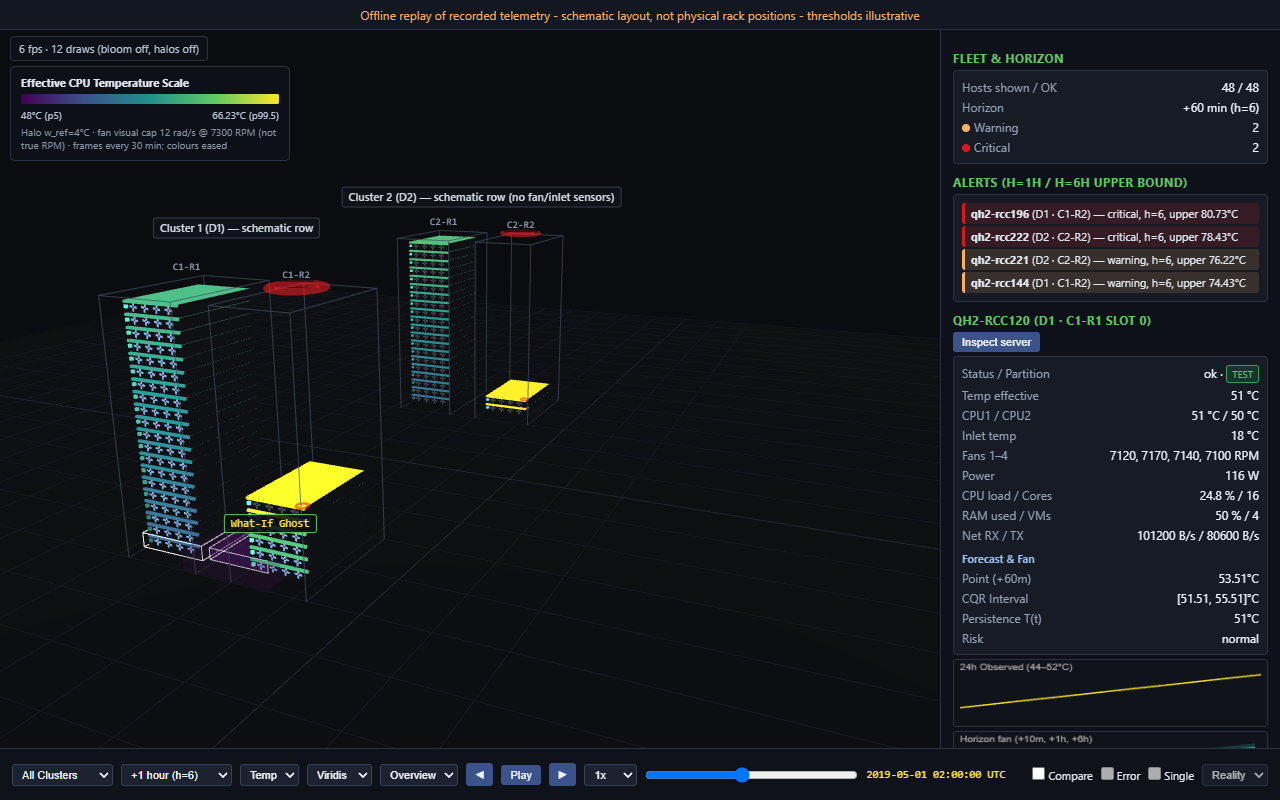 Offline replay of recorded telemetry - schematic layout, not physical rack positions - thresholds illustrative
6 fps · 12 draws (bloom off, halos off)
Effective CPU Temperature Scale
48°C (p5) 66.23°C (p99.5)
Halo w_ref=4°C · fan visual cap 12 rad/s @ 7300 RPM (not
true RPM) · frames every 30 min; colours eased
Cluster 2 (D2) — schematic row (no fan/inlet sensors)
Cluster 1 (D1) — schematic row
C2-R1
C2-R2
C1-R1
C1-R2
What-If Ghost
FLEET & HORIZON
Hosts shown / OK 48 / 48
Horizon +60 min (h=6)
Warning 2
Critical 2
ALERTS (H=1H / H=6H UPPER BOUND)
qh2-rcc196 (D1 · C1-R2) — critical, h=6, upper 80.73°C
qh2-rcc222 (D2 · C2-R2) — critical, h=6, upper 78.43°C
qh2-rcc221 (D2 · C2-R2) — warning, h=6, upper 76.22°C
qh2-rcc144 (D1 · C1-R2) — warning, h=6, upper 74.43°C
QH2-RCC120 (D1 · C1-R1 SLOT 0)
Inspect server
Status / Partition ok · TEST
Temp effective 51 °C
CPU1 / CPU2 51 °C / 50 °C
Inlet temp 18 °C
Fans 1–4 7120, 7170, 7140, 7100 RPM
Power 116 W
CPU load / Cores 24.8 % / 16
RAM used / VMs 50 % / 4
Net RX / TX 101200 B/s / 80600 B/s
Forecast & Fan
Point (+60m) 53.51°C
CQR Interval [51.51, 55.51]°C
Persistence T(t) 51°C
Risk normal
24h Observed (44–52°C)
Horizon fan (+10m, +1h, +6h)
All Clusters +1 hour (h=6) Temp Viridis Overview ◀ Play ▶ 1x 2019-05-01 02:00:00 UTC Compare Error Single Reality